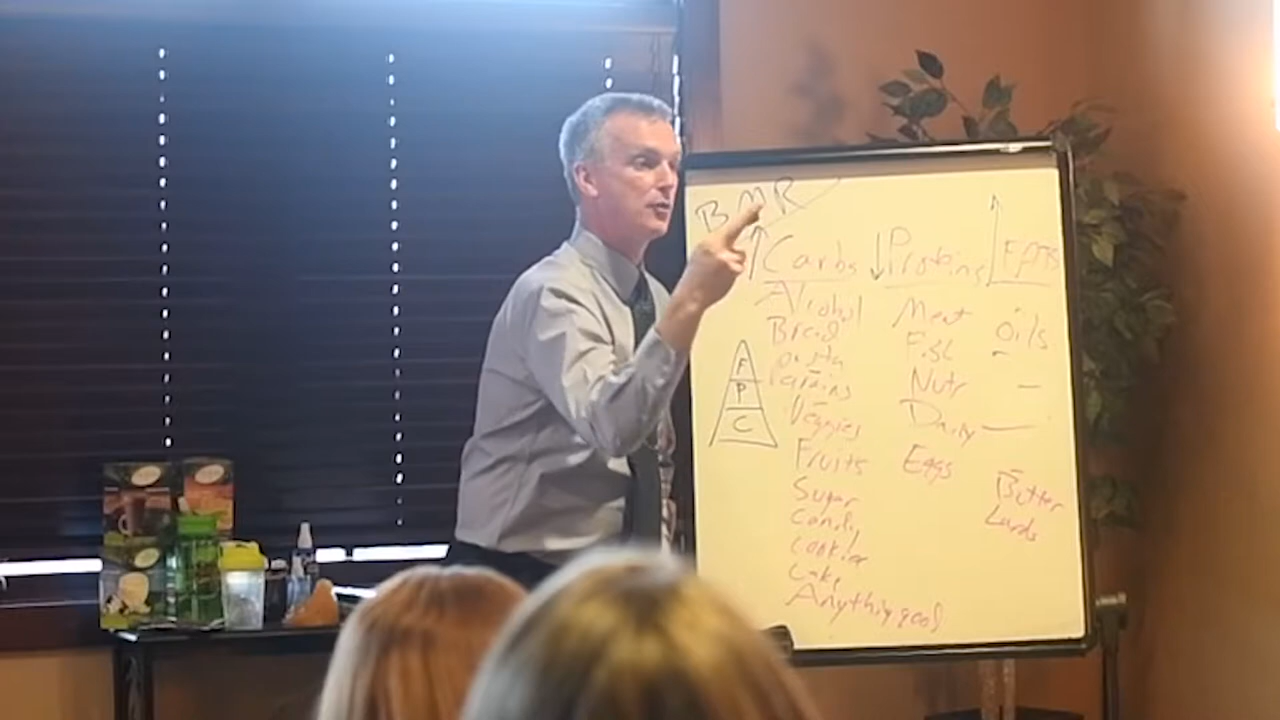 BMR
↑Carbs ↓Proteins ↑Fats
Alcohol Meat oils
Bread Fish
pasta Nuts —
grains Dairy —
Veggies
Fruits Eggs
Sugar Butter
Candy Lards
Cookies
Cake
Anything good
F
P
C